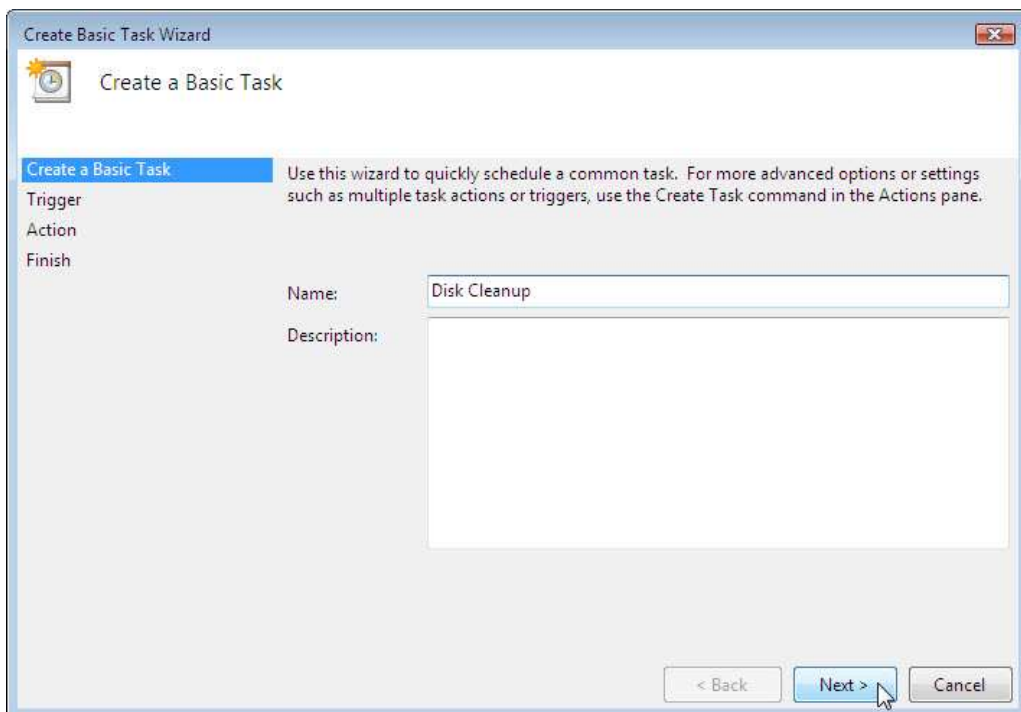 Create Basic Task Wizard
Create a Basic Task
Create a Basic Task
Trigger
Action
Finish
Use this wizard to quickly schedule a common task. For more advanced options or settings
such as multiple task actions or triggers, use the Create Task command in the Actions pane.
Name: Disk Cleanup
Description:
< Back Next > Cancel